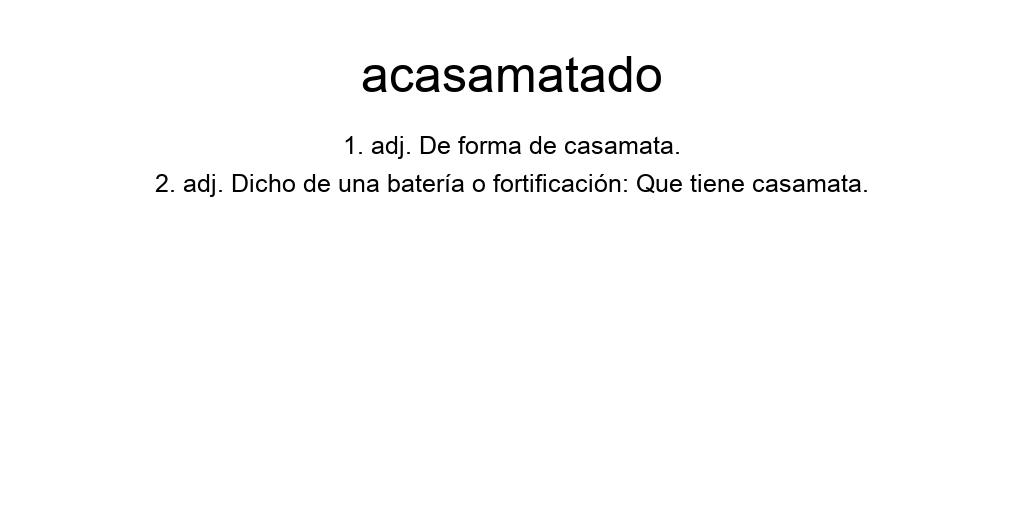 acasamatado
1. adj. De forma de casamata.
2. adj. Dicho de una batería o fortificación: Que tiene casamata.